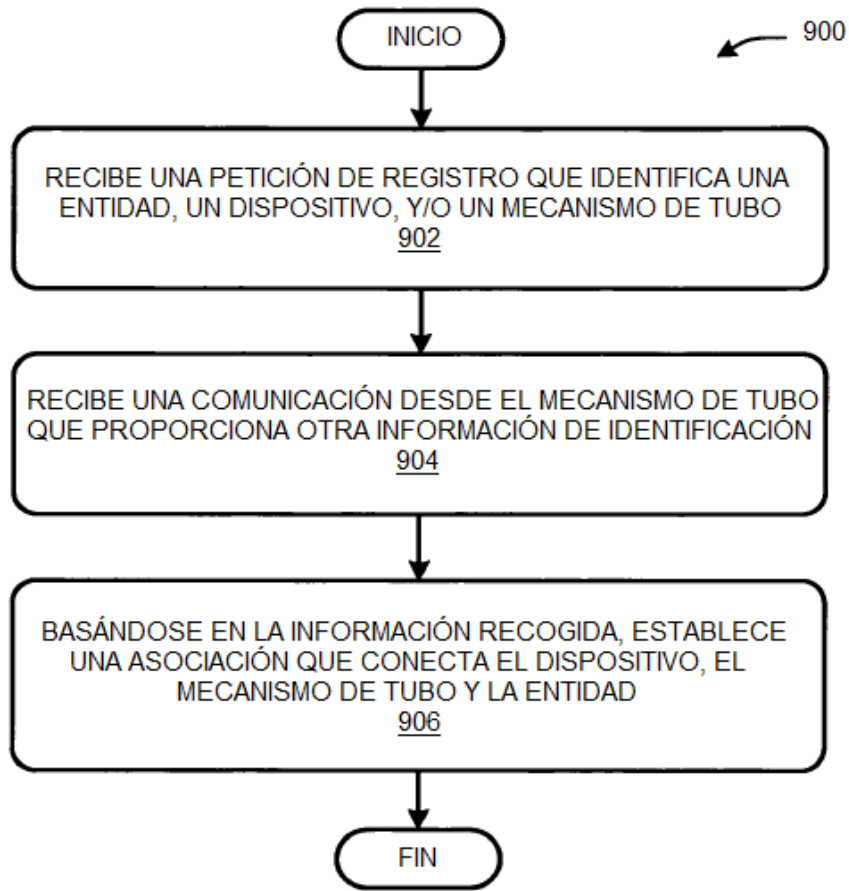 INICIO
900
RECIBE UNA PETICIÓN DE REGISTRO QUE IDENTIFICA UNA
ENTIDAD, UN DISPOSITIVO, Y/O UN MECANISMO DE TUBO
902
RECIBE UNA COMUNICACIÓN DESDE EL MECANISMO DE TUBO
QUE PROPORCIONA OTRA INFORMACIÓN DE IDENTIFICACIÓN
904
BASÁNDOSE EN LA INFORMACIÓN RECOGIDA, ESTABLECE
UNA ASOCIACIÓN QUE CONECTA EL DISPOSITIVO, EL
MECANISMO DE TUBO Y LA ENTIDAD
906
FIN